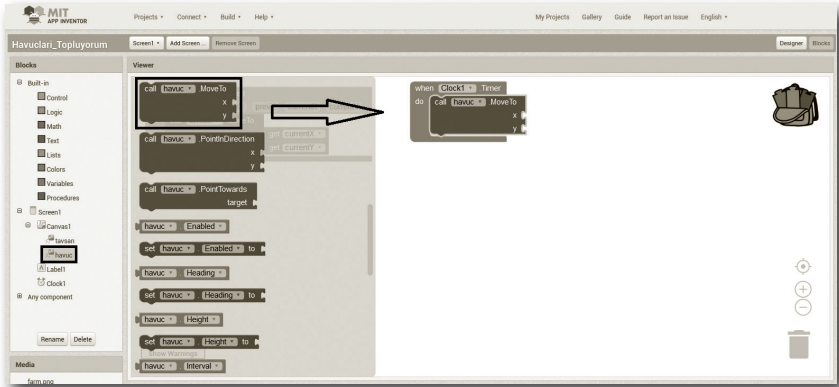 MIT
APP INVENTOR
Projects Connect Build Help
My Projects Gallery Guide Report an Issue English
Havuclari_Topluyorum
Screen1 Add Screen ... Remove Screen
Designer Blocks
Blocks
Viewer
Built-in
Control
Logic
Math
Text
Lists
Colors
Variables
Procedures
Screen1
Canvas1
tavsan
havuc
Label1
Clock1
Any component
Rename Delete
Media
farm.png
call havuc .MoveTo
x
y
get currentX
get currentY
call havuc .PointInDirection
x
y
call havuc .PointTowards
target
havuc . Enabled
set havuc . Enabled to
havuc . Heading
set havuc . Heading to
havuc . Height
set havuc . Height to
Show Warnings
havuc . Interval
when Clock1 .Timer
do call havuc .MoveTo
x
y